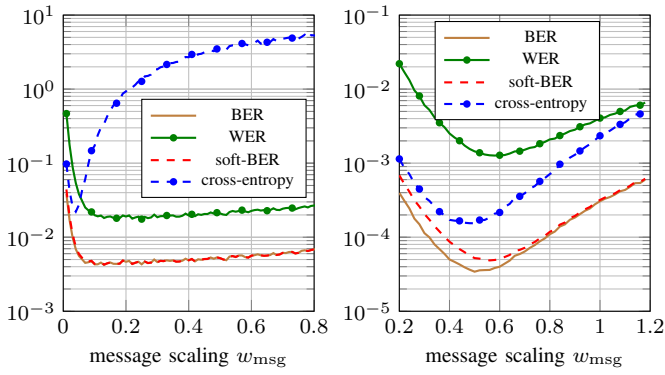 10^1
10^0
10^−1
10^−2
10^−3
0
0.2
0.4
0.6
0.8
message scaling w_msg
BER
WER
soft-BER
cross-entropy
10^−1
10^−2
10^−3
10^−4
10^−5
0.2
0.4
0.6
0.8
1
1.2
message scaling w_msg
BER
WER
soft-BER
cross-entropy